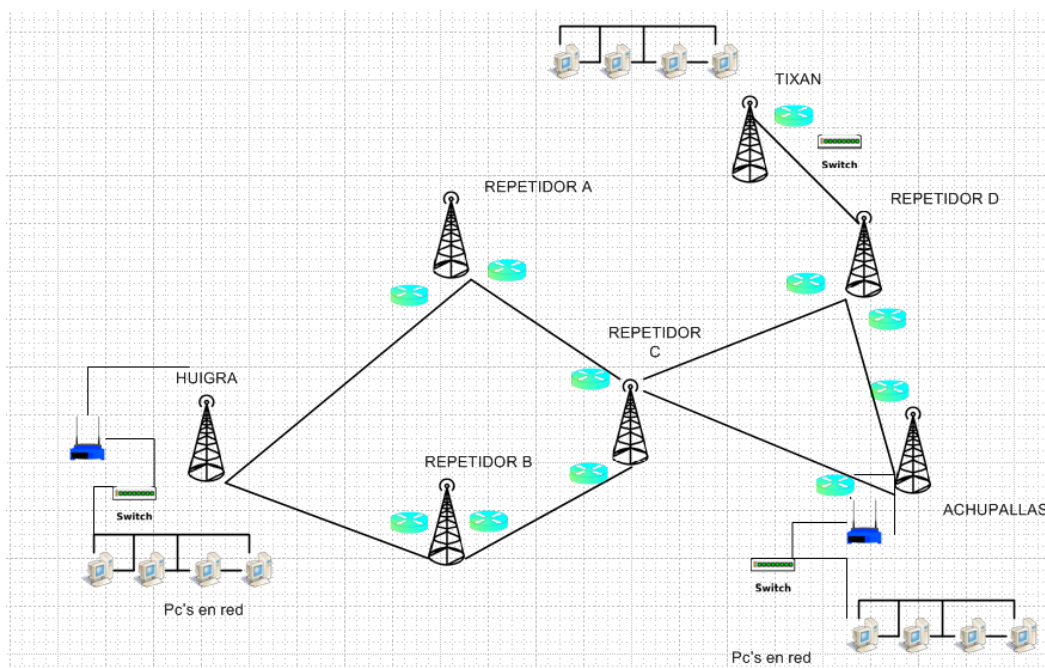 TIXAN
Switch
REPETIDOR A
REPETIDOR D
REPETIDOR
C
HUIGRA
REPETIDOR B
Switch
Pc's en red
ACHUPALLAS
Switch
Pc's en red